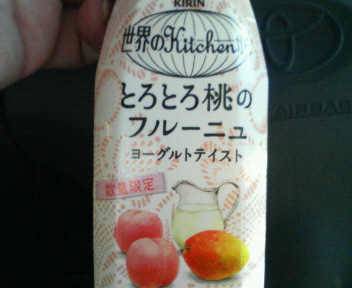 KIRIN
世界のKitchenから
とろとろ桃の
フルーニュ
ヨーグルトテイスト
数量限定
AIRBAG